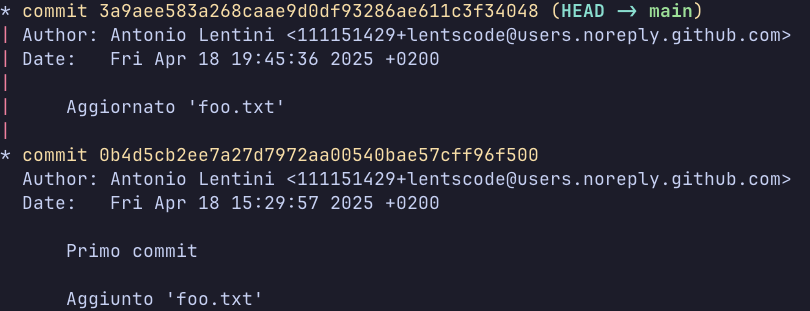 * commit 3a9aee583a268caae9d0df93286ae611c3f34048 (HEAD -> main)
| Author: Antonio Lentini <111151429+lentscode@users.noreply.github.com>
| Date:   Fri Apr 18 19:45:36 2025 +0200
|
|     Aggiornato 'foo.txt'
|
* commit 0b4d5cb2ee7a27d7972aa00540bae57cff96f500
  Author: Antonio Lentini <111151429+lentscode@users.noreply.github.com>
  Date:   Fri Apr 18 15:29:57 2025 +0200

      Primo commit

      Aggiunto 'foo.txt'